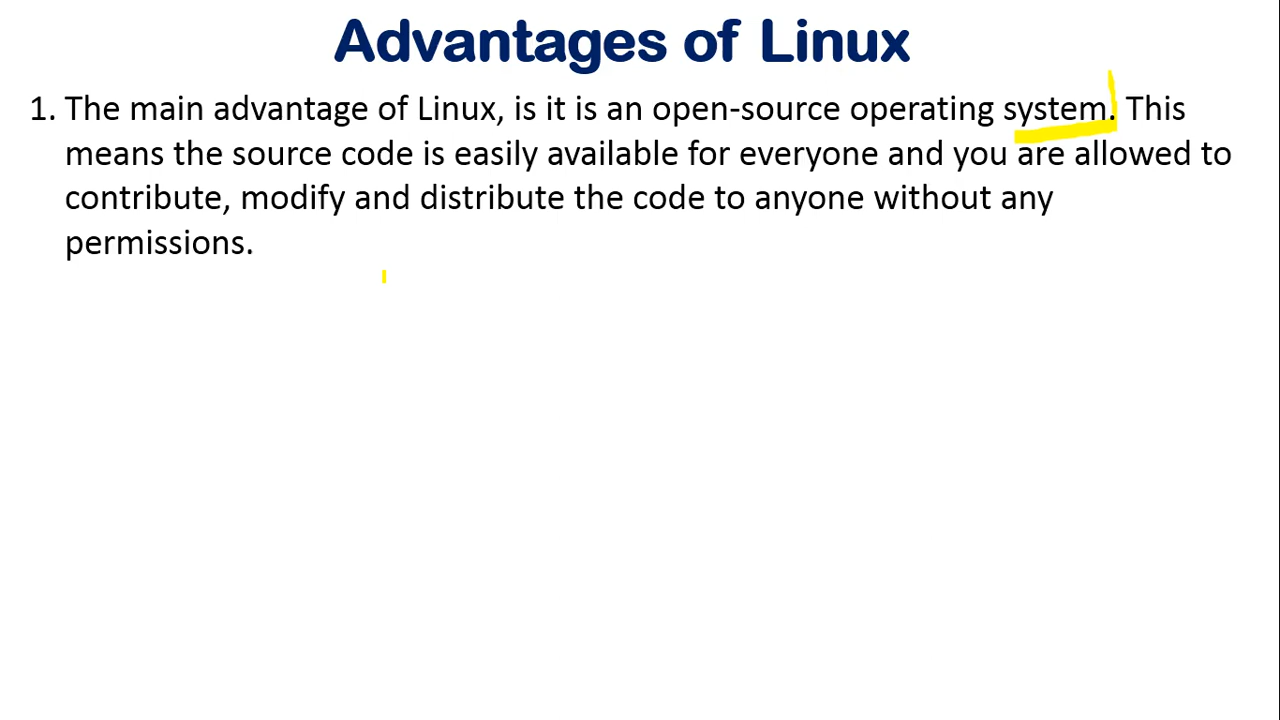 Advantages of Linux
1. The main advantage of Linux, is it is an open-source operating system. This
means the source code is easily available for everyone and you are allowed to
contribute, modify and distribute the code to anyone without any
permissions.